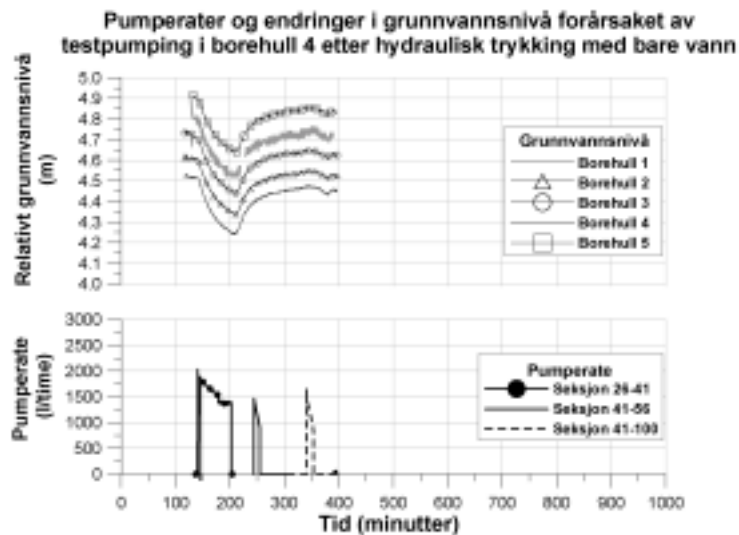 Pumperater og endringer i grunnvannsnivå forårsaket av
testpumping i borehull 4 etter hydraulisk trykking med bare vann
Relativt grunnvannsnivå
(m)
5.0
4.9
4.8
4.7
4.6
4.5
4.4
4.3
4.2
4.1
4.0
Grunnvannsnivå
Borehull 1
Borehull 2
Borehull 3
Borehull 4
Borehull 5
Pumperate
(l/time)
3000
2500
2000
1500
1000
500
0
Pumperate
Seksjon 26-41
Seksjon 41-56
Seksjon 41-100
0 100 200 300 400 500 600 700 800 900 1000
Tid (minutter)